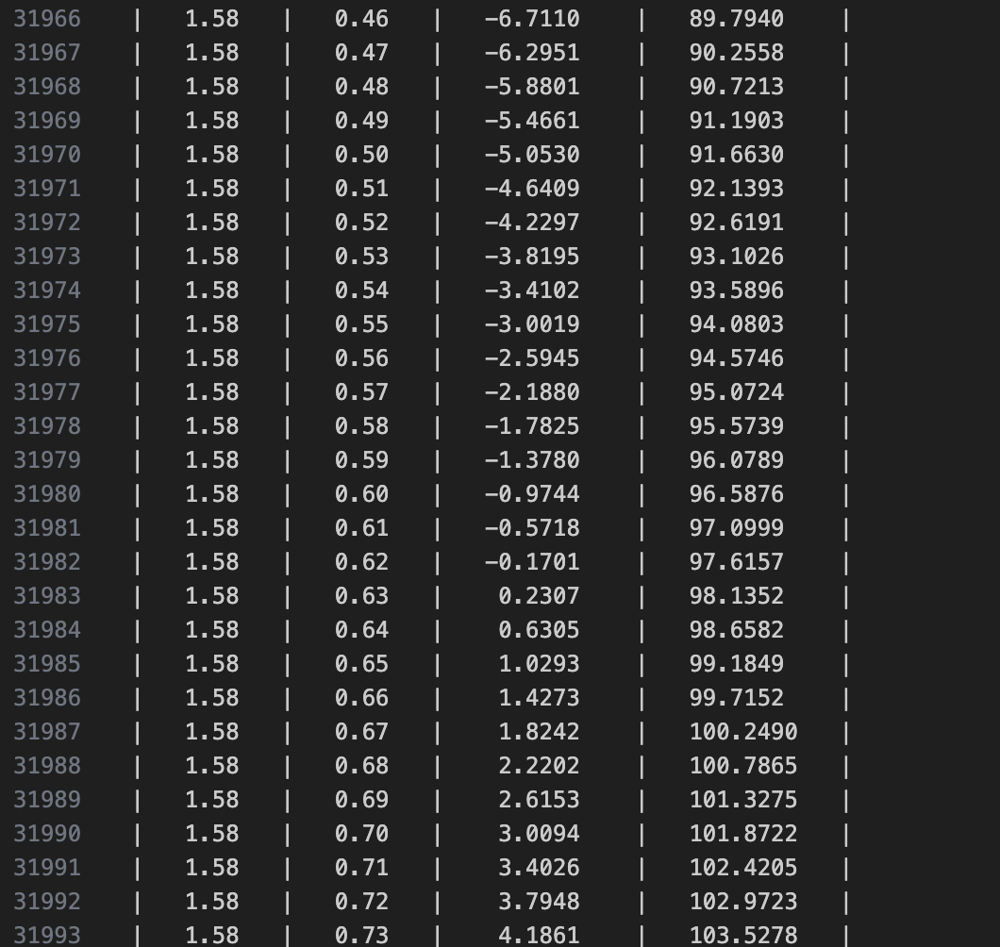 31966 | 1.58 | 0.46 | -6.7110 | 89.7940 |
31967 | 1.58 | 0.47 | -6.2951 | 90.2558 |
31968 | 1.58 | 0.48 | -5.8801 | 90.7213 |
31969 | 1.58 | 0.49 | -5.4661 | 91.1903 |
31970 | 1.58 | 0.50 | -5.0530 | 91.6630 |
31971 | 1.58 | 0.51 | -4.6409 | 92.1393 |
31972 | 1.58 | 0.52 | -4.2297 | 92.6191 |
31973 | 1.58 | 0.53 | -3.8195 | 93.1026 |
31974 | 1.58 | 0.54 | -3.4102 | 93.5896 |
31975 | 1.58 | 0.55 | -3.0019 | 94.0803 |
31976 | 1.58 | 0.56 | -2.5945 | 94.5746 |
31977 | 1.58 | 0.57 | -2.1880 | 95.0724 |
31978 | 1.58 | 0.58 | -1.7825 | 95.5739 |
31979 | 1.58 | 0.59 | -1.3780 | 96.0789 |
31980 | 1.58 | 0.60 | -0.9744 | 96.5876 |
31981 | 1.58 | 0.61 | -0.5718 | 97.0999 |
31982 | 1.58 | 0.62 | -0.1701 | 97.6157 |
31983 | 1.58 | 0.63 | 0.2307 | 98.1352 |
31984 | 1.58 | 0.64 | 0.6305 | 98.6582 |
31985 | 1.58 | 0.65 | 1.0293 | 99.1849 |
31986 | 1.58 | 0.66 | 1.4273 | 99.7152 |
31987 | 1.58 | 0.67 | 1.8242 | 100.2490 |
31988 | 1.58 | 0.68 | 2.2202 | 100.7865 |
31989 | 1.58 | 0.69 | 2.6153 | 101.3275 |
31990 | 1.58 | 0.70 | 3.0094 | 101.8722 |
31991 | 1.58 | 0.71 | 3.4026 | 102.4205 |
31992 | 1.58 | 0.72 | 3.7948 | 102.9723 |
31993 | 1.58 | 0.73 | 4.1861 | 103.5278 |